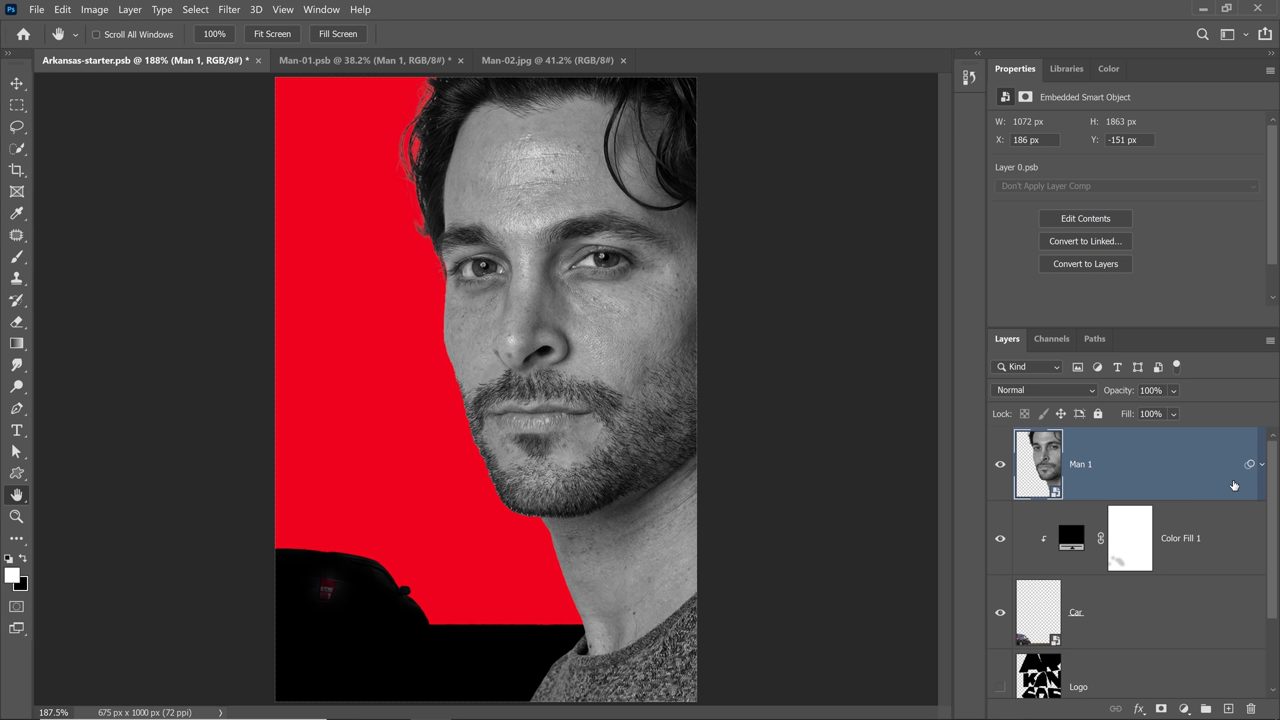 Ps File Edit Image Layer Type Select Filter 3D View Window Help
Scroll All Windows 100% Fit Screen Fill Screen
Arkansas-starter.psb @ 188% (Man 1, RGB/8#) * × Man-01.psb @ 38.2% (Man 1, RGB/8#) * × Man-02.jpg @ 41.2% (RGB/8#) ×
Properties Libraries Color
Embedded Smart Object
W: 1072 px H: 1863 px
X: 186 px Y: -151 px
Layer 0.psb
Don't Apply Layer Comp
Edit Contents
Convert to Linked...
Convert to Layers
Layers Channels Paths
Kind
Normal Opacity: 100%
Lock: Fill: 100%
Man 1
Color Fill 1
Car
Logo
187.5% 675 px x 1000 px (72 ppi)